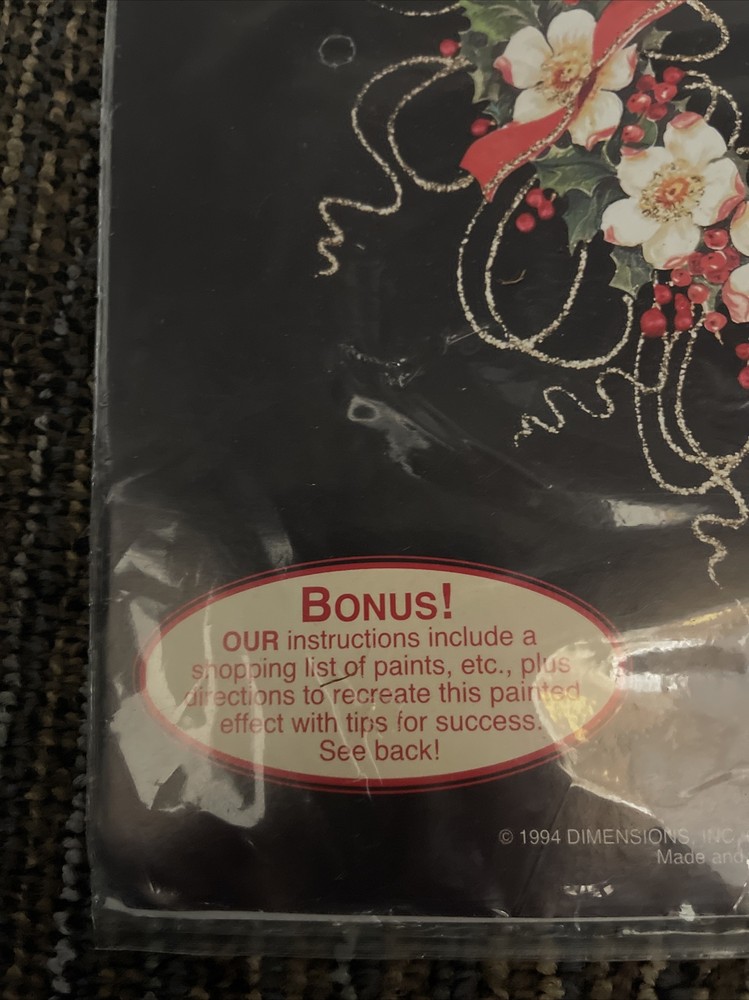 BONUS!
OUR instructions include a
shopping list of paints, etc., plus
directions to recreate this painted
effect with tips for success.
See back!
© 1994 DIMENSIONS, INC.
Made and